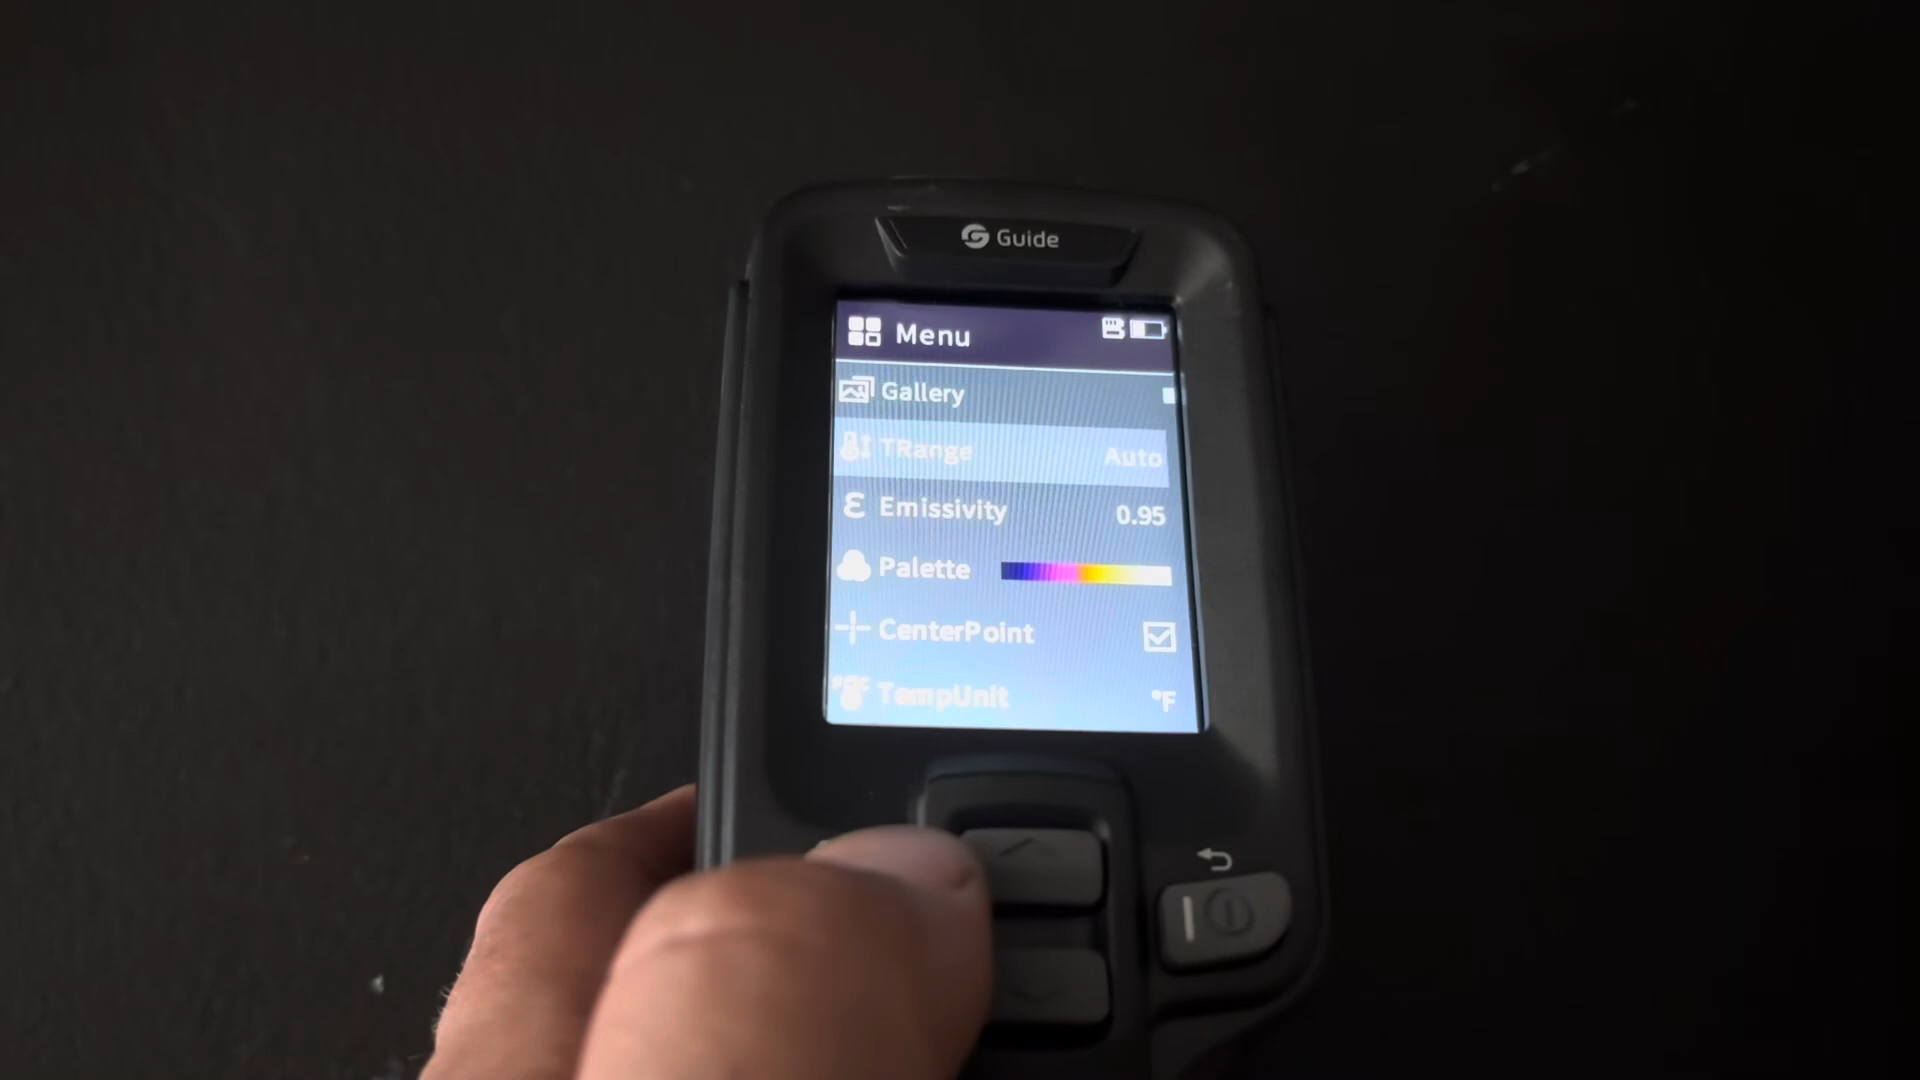 Guide
Menu
Gallery
TRange Auto
Emissivity 0.95
Palette
CenterPoint
TempUnit °F